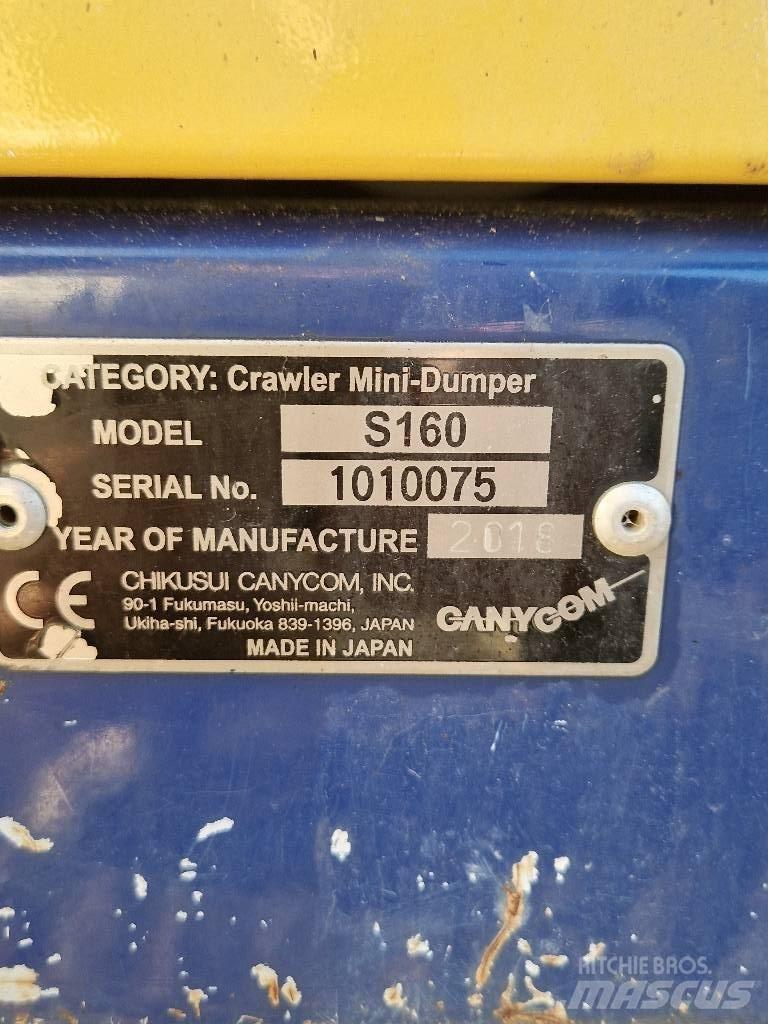 CATEGORY: Crawler Mini-Dumper
MODEL S160
SERIAL No. 1010075
YEAR OF MANUFACTURE 2018
CE CHIKUSUI CANYCOM, INC.
90-1 Fukumasu, Yoshii-machi,
Ukiha-shi, Fukuoka 839-1396, JAPAN
CANYCOM
MADE IN JAPAN
RITCHIE BROS.
MASCUS